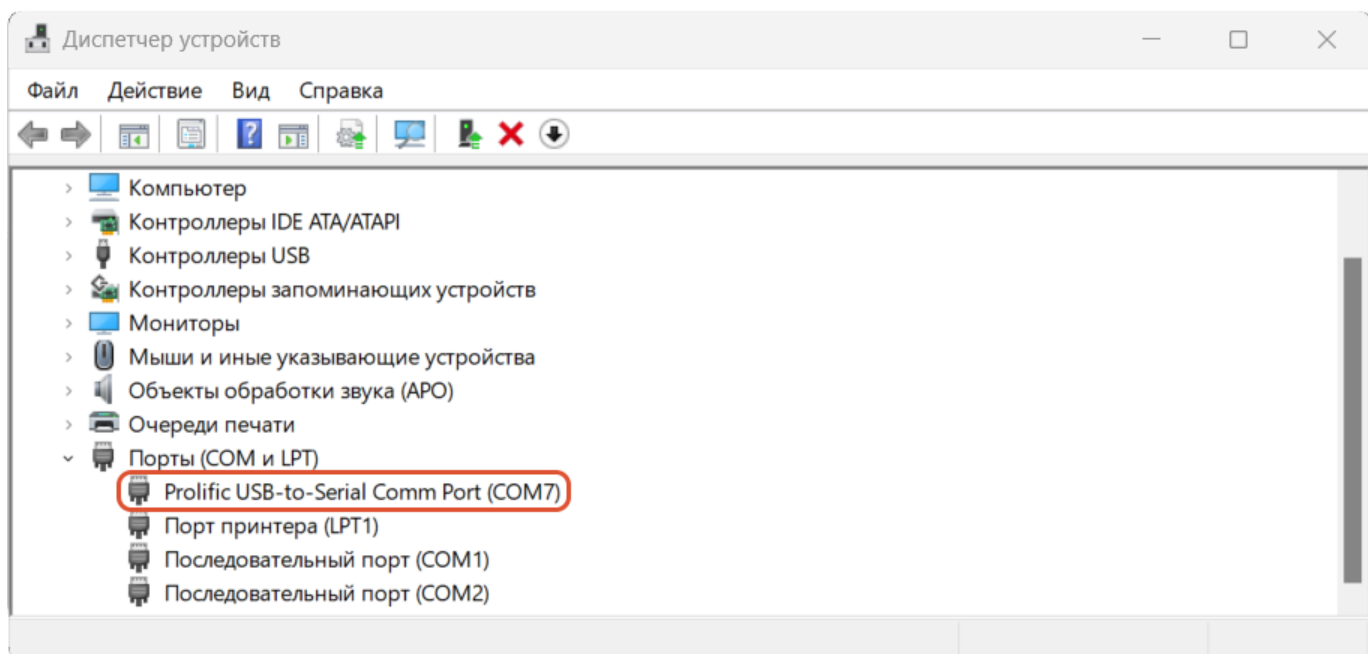 Диспетчер устройств
Файл Действие Вид Справка
Компьютер
Контроллеры IDE ATA/ATAPI
Контроллеры USB
Контроллеры запоминающих устройств
Мониторы
Мыши и иные указывающие устройства
Объекты обработки звука (APO)
Очереди печати
Порты (COM и LPT)
Prolific USB-to-Serial Comm Port (COM7)
Порт принтера (LPT1)
Последовательный порт (COM1)
Последовательный порт (COM2)